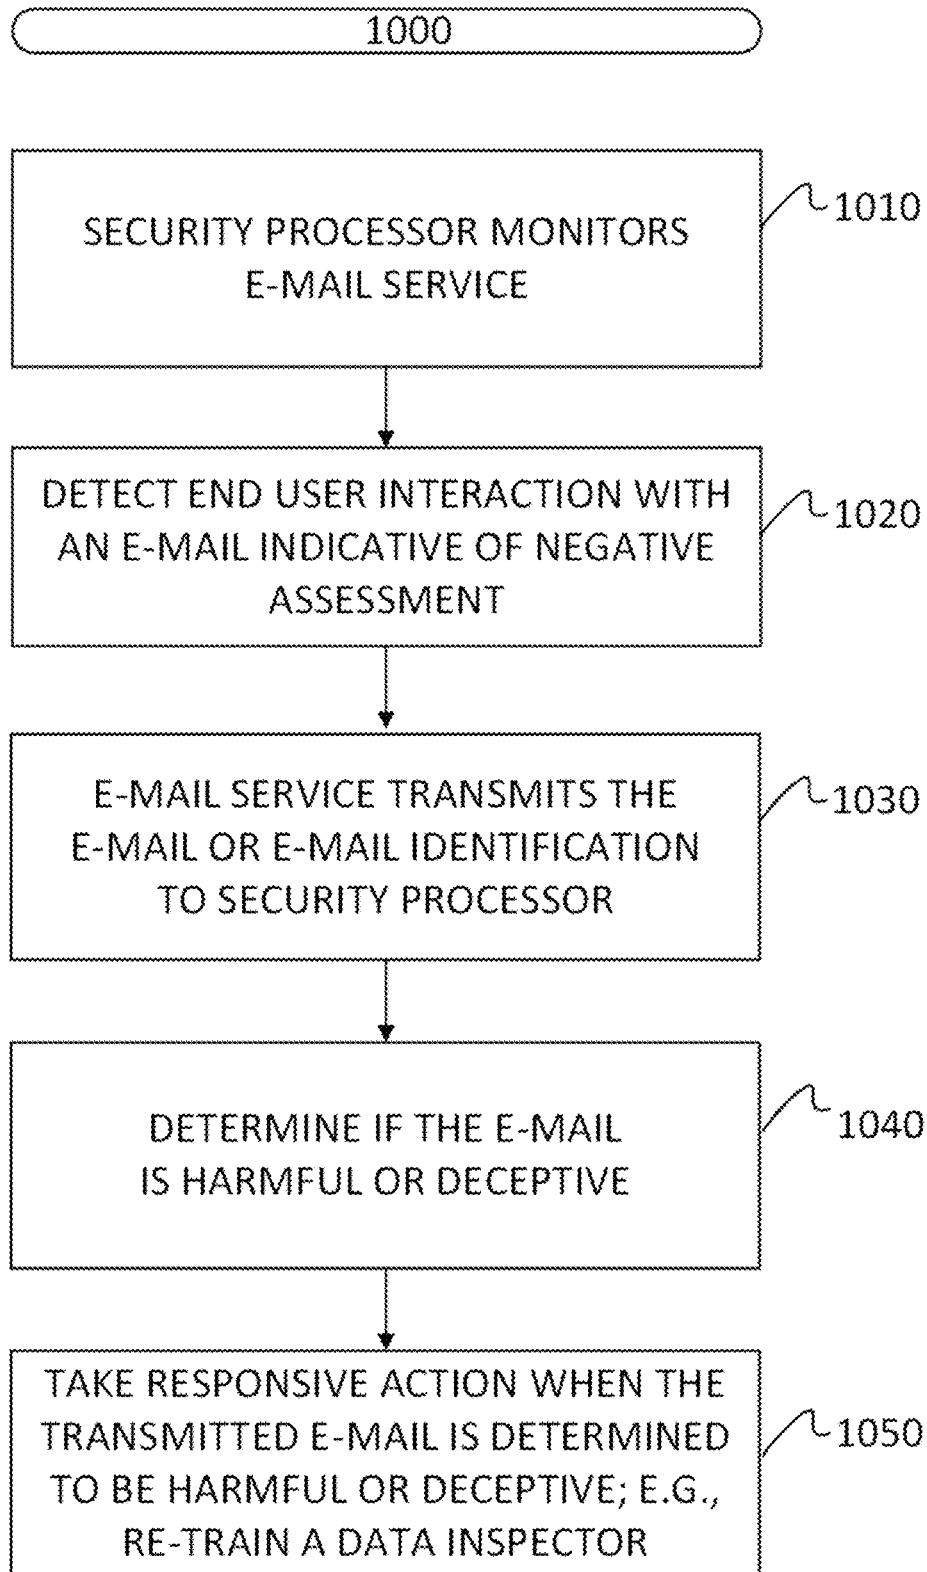 1000
SECURITY PROCESSOR MONITORS
E-MAIL SERVICE
1010
DETECT END USER INTERACTION WITH
AN E-MAIL INDICATIVE OF NEGATIVE
ASSESSMENT
1020
E-MAIL SERVICE TRANSMITS THE
E-MAIL OR E-MAIL IDENTIFICATION
TO SECURITY PROCESSOR
1030
DETERMINE IF THE E-MAIL
IS HARMFUL OR DECEPTIVE
1040
TAKE RESPONSIVE ACTION WHEN THE
TRANSMITTED E-MAIL IS DETERMINED
TO BE HARMFUL OR DECEPTIVE; E.G.,
RE-TRAIN A DATA INSPECTOR
1050